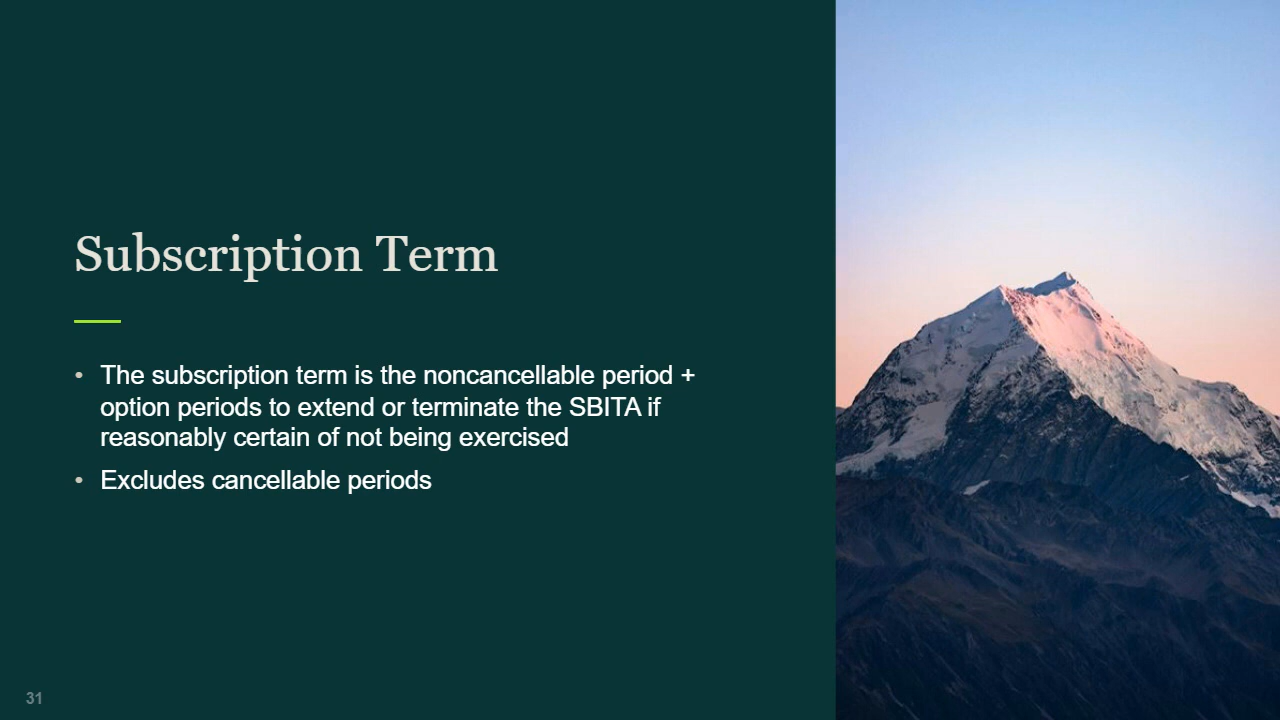 Subscription Term
• The subscription term is the noncancellable period +
option periods to extend or terminate the SBITA if
reasonably certain of not being exercised
• Excludes cancellable periods
31